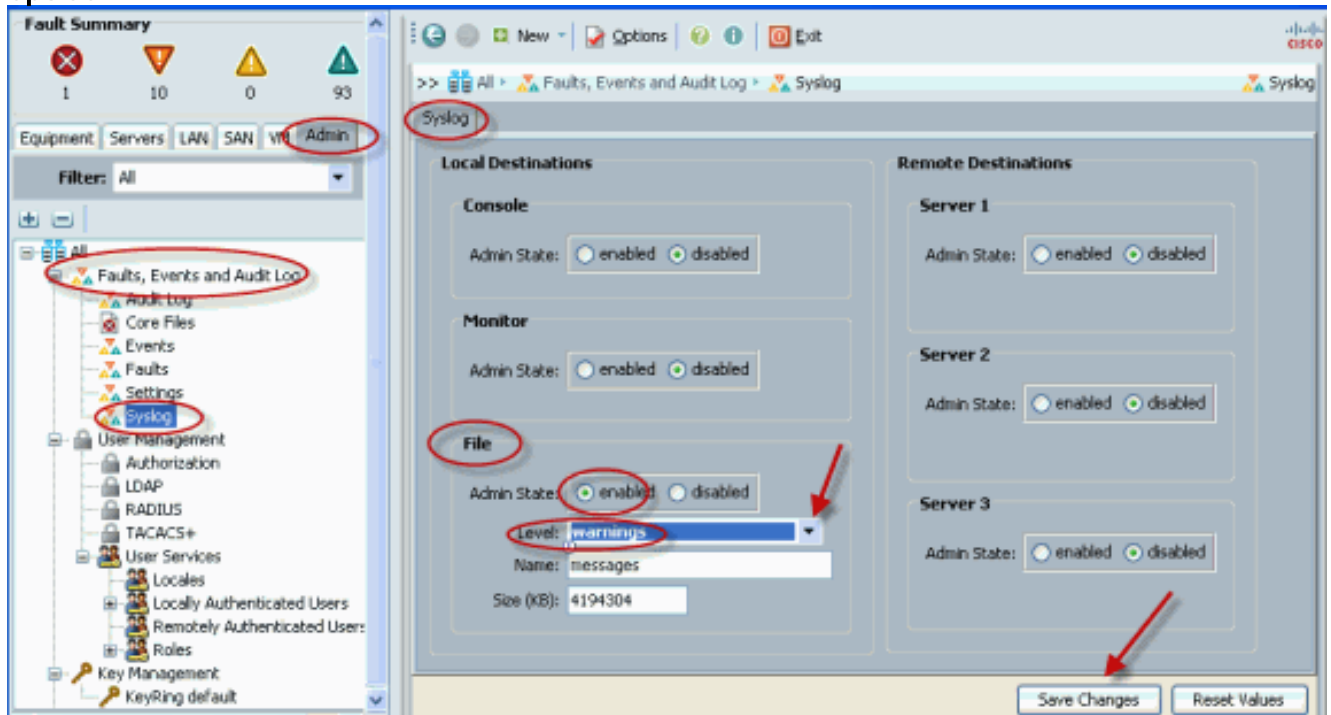 Fault Summary
1 10 0 93
Equipment Servers LAN SAN Admin
Filter: All
All
Faults, Events and Audit Log
Audit Log
Core Files
Events
Faults
Settings
Syslog
User Management
Authorization
LDAP
RADIUS
TACACS+
User Services
Locales
Locally Authenticated Users
Remotely Authenticated User
Roles
Key Management
KeyRing default
New Options Exit
CISCO
>> All Faults, Events and Audit Log Syslog Syslog
Syslog
Local Destinations
Console
Admin State: enabled disabled
Monitor
Admin State: enabled disabled
File
Admin State: enabled disabled
Level: warnings
Name: messages
Size (KB): 4194304
Remote Destinations
Server 1
Admin State: enabled disabled
Server 2
Admin State: enabled disabled
Server 3
Admin State: enabled disabled
Save Changes Reset Values